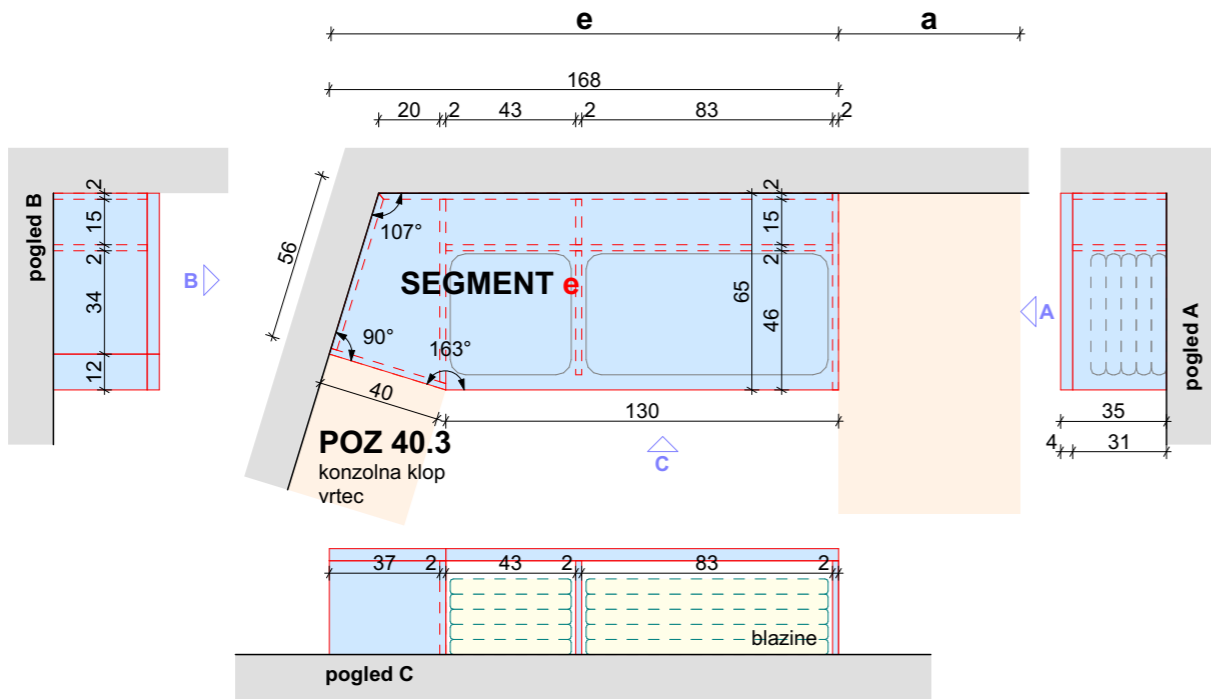 e
a
168
20
2
43
2
83
2
pogled B
2
15
2
34
12
B
56
107°
SEGMENT e
90°
163°
65
2
15
2
46
A
pogled A
40
130
35
4
31
POZ 40.3
konzolna klop
vrtec
C
37
2
43
2
83
2
blazine
pogled C